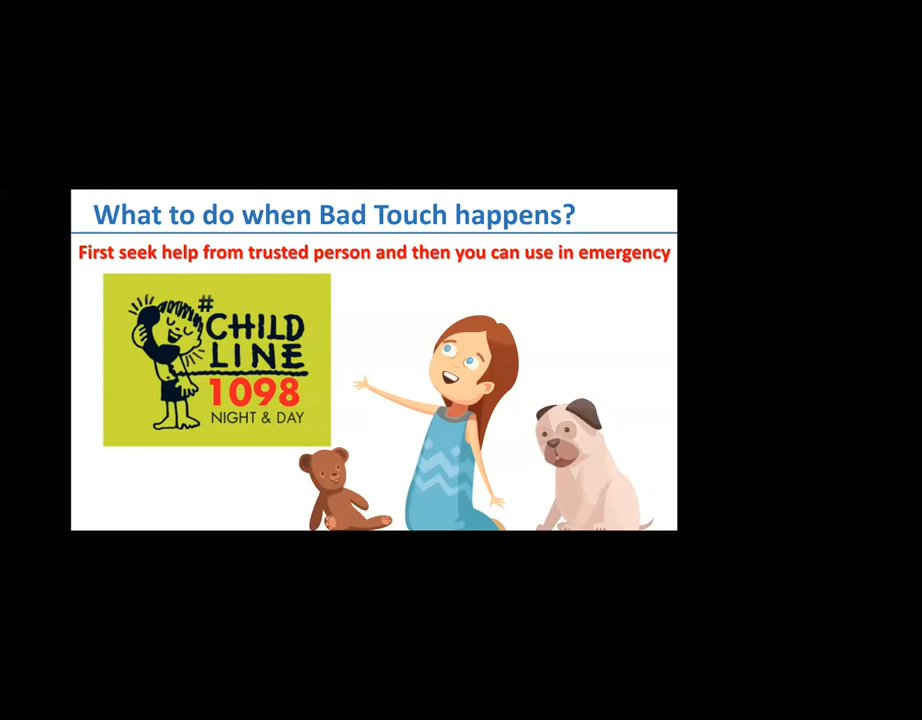 What to do when Bad Touch happens?
First seek help from trusted person and then you can use in emergency
#CHILD
LINE
1098
NIGHT & DAY